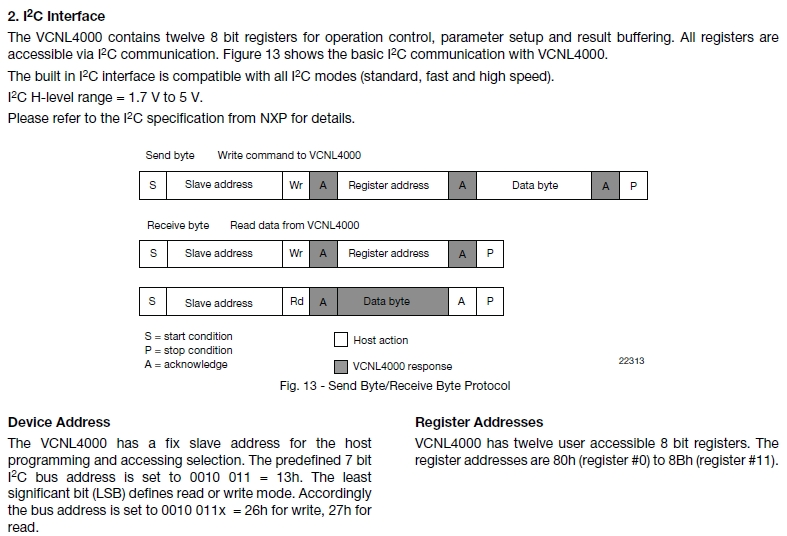 2. I²C Interface
The VCNL4000 contains twelve 8 bit registers for operation control, parameter setup and result buffering. All registers are
accessible via I²C communication. Figure 13 shows the basic I²C communication with VCNL4000.
The built in I²C interface is compatible with all I²C modes (standard, fast and high speed).
I²C H-level range = 1.7 V to 5 V.
Please refer to the I²C specification from NXP for details.
Send byte Write command to VCNL4000
S Slave address Wr A Register address A Data byte A P
Receive byte Read data from VCNL4000
S Slave address Wr A Register address A P
S Slave address Rd A Data byte A P
S = start condition
P = stop condition
A = acknowledge
Host action
VCNL4000 response
22313
Fig. 13 - Send Byte/Receive Byte Protocol
Device Address
The VCNL4000 has a fix slave address for the host
programming and accessing selection. The predefined 7 bit
I²C bus address is set to 0010 011 = 13h. The least
significant bit (LSB) defines read or write mode. Accordingly
the bus address is set to 0010 011x = 26h for write, 27h for
read.
Register Addresses
VCNL4000 has twelve user accessible 8 bit registers. The
register addresses are 80h (register #0) to 8Bh (register #11).